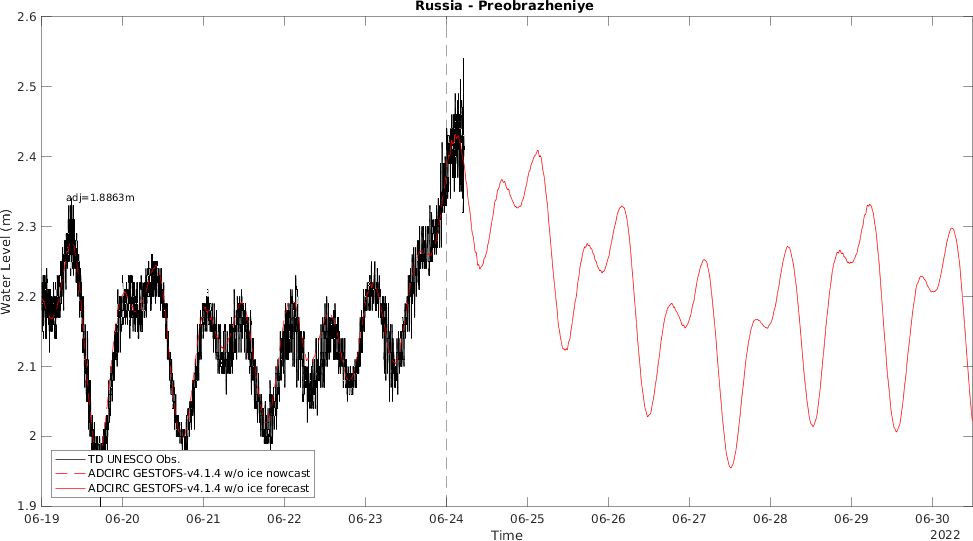 Russia - Preobrazheniye
Water Level (m)
2.6
2.5
2.4
2.3
2.2
2.1
2
1.9
adj=1.8863m
TD UNESCO Obs.
ADCIRC GESTOFS-v4.1.4 w/o ice nowcast
ADCIRC GESTOFS-v4.1.4 w/o ice forecast
06-19 06-20 06-21 06-22 06-23 06-24 06-25 06-26 06-27 06-28 06-29 06-30
Time
2022